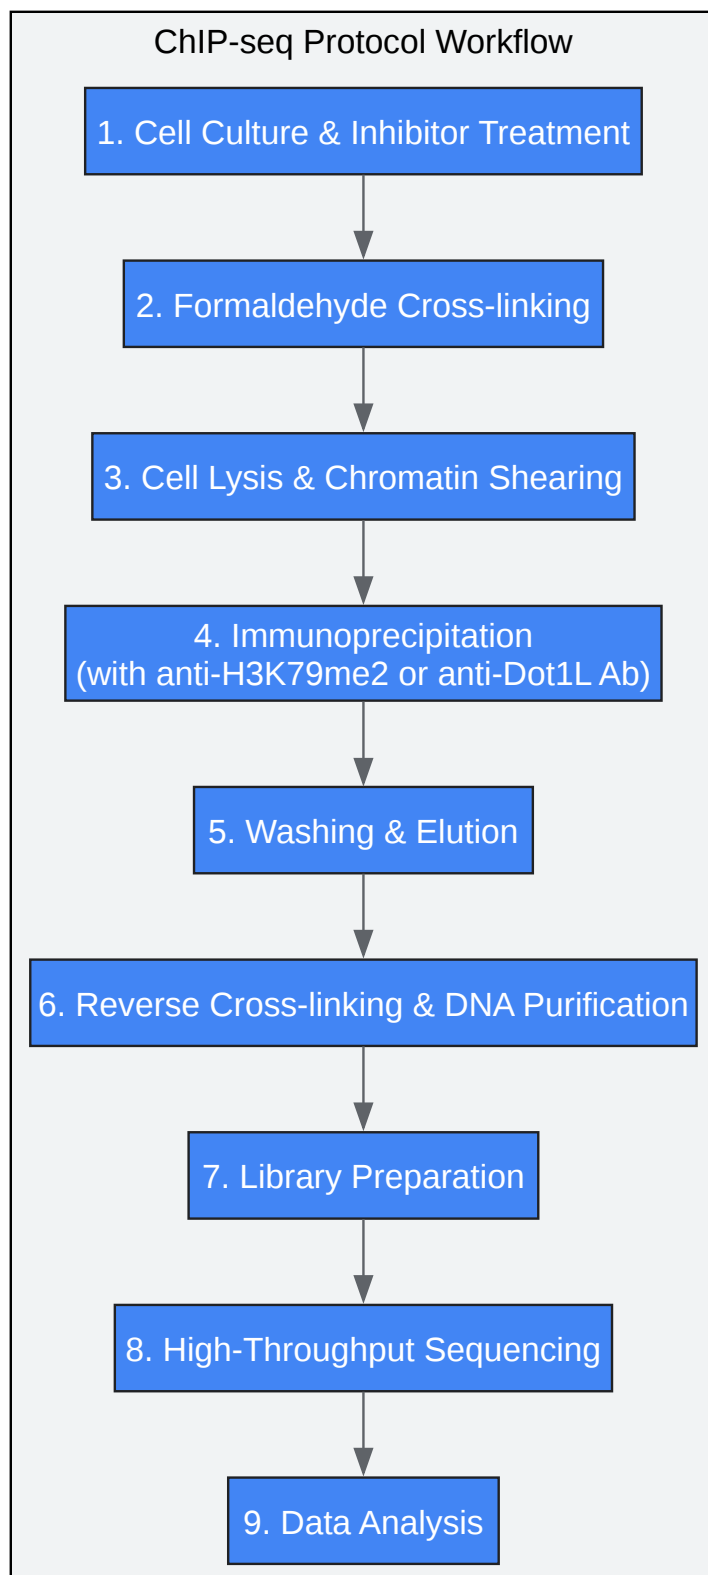 ChIP-seq Protocol Workflow
1. Cell Culture & Inhibitor Treatment
2. Formaldehyde Cross-linking
3. Cell Lysis & Chromatin Shearing
4. Immunoprecipitation
(with anti-H3K79me2 or anti-Dot1L Ab)
5. Washing & Elution
6. Reverse Cross-linking & DNA Purification
7. Library Preparation
8. High-Throughput Sequencing
9. Data Analysis